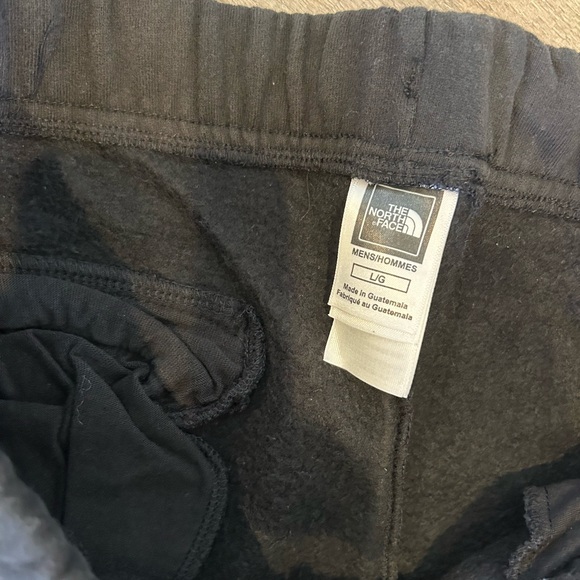 THE
NORTH
FACE
MENS/HOMMES
L/G
Made in Guatemala
Fabriqué au Guatemala